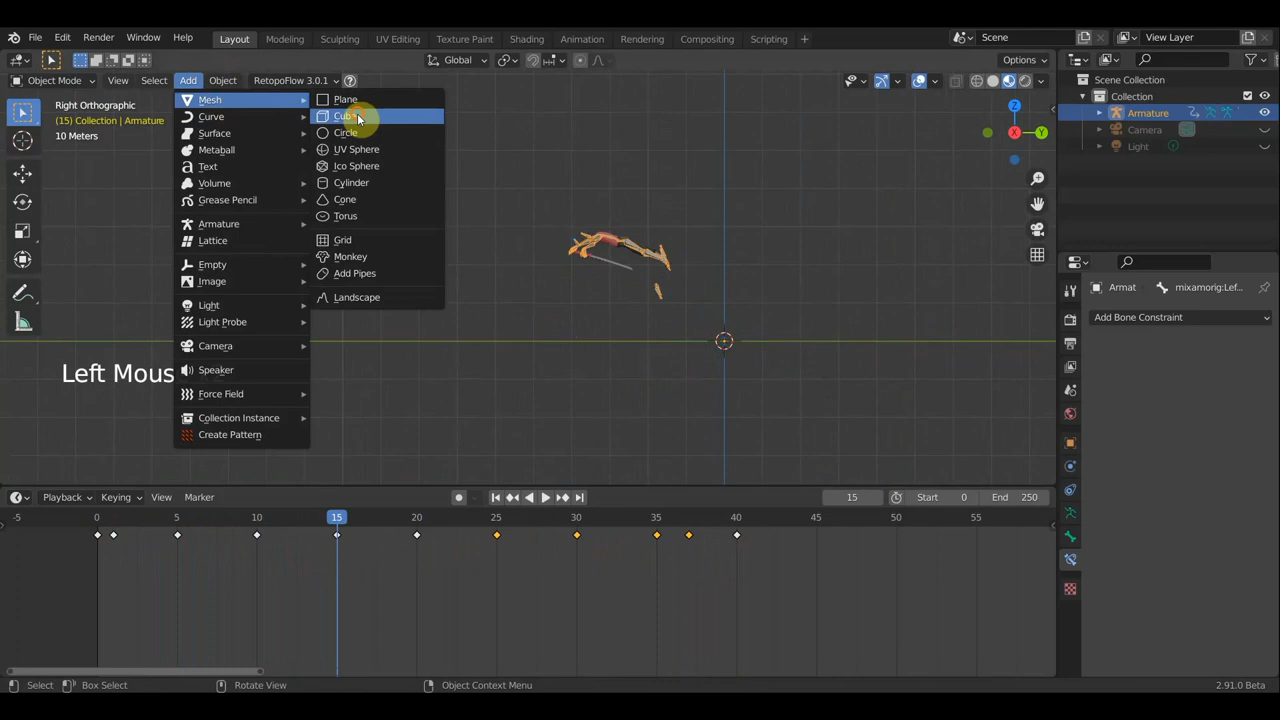 File Edit Render Window Help Layout Modeling Sculpting UV Editing Texture Paint Shading Animation Rendering Compositing Scripting + Scene View Layer
Global Options
Object Mode View Select Add Object RetopoFlow 3.0.1
Scene Collection
Collection
Armature
Camera
Light
Right Orthographic
(15) Collection | Armature
10 Meters
Mesh
Curve
Surface
Metaball
Text
Volume
Grease Pencil
Armature
Lattice
Empty
Image
Light
Light Probe
Camera
Speaker
Force Field
Collection Instance
Create Pattern
Plane
Circle
UV Sphere
Ico Sphere
Cylinder
Cone
Torus
Grid
Monkey
Add Pipes
Landscape
Z
X
Y
Armat mixamorig:Lef...
Add Bone Constraint
Left Mous
Playback Keying View Marker 15 Start 0 End 250
-5 0 5 10 15 20 25 30 35 40 45 50 55
Select Box Select Rotate View Object Context Menu 2.91.0 Beta